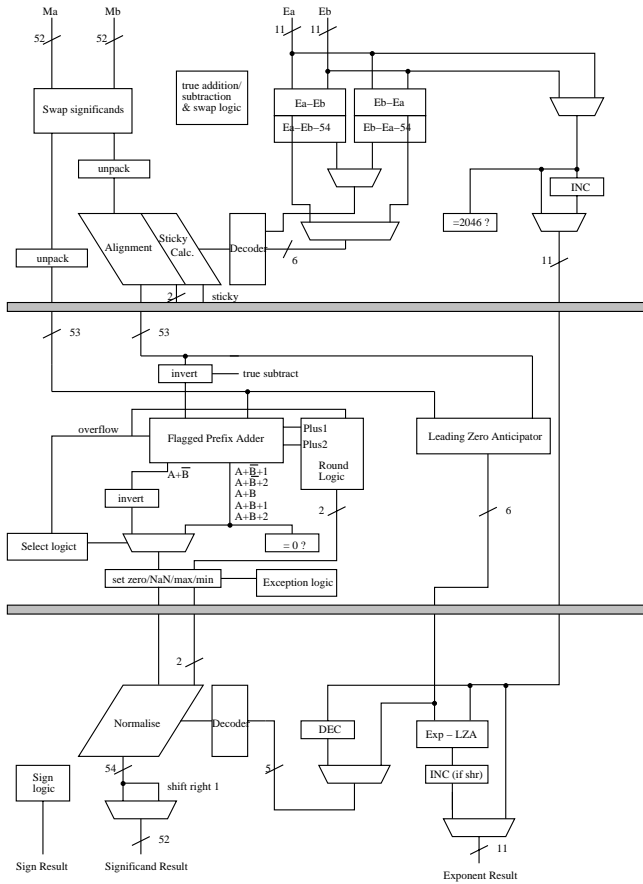 Ma Mb Ea Eb
52 52 11 11
Swap significands
true addition/
subtraction
& swap logic
Ea–Eb Eb–Ea
Ea–Eb–54 Eb–Ea–54
unpack
INC
=2046 ?
Alignment
Sticky
Calc.
Decoder
unpack
6
11
2
sticky
53 53
invert
true subtract
overflow
Flagged Prefix Adder
Plus1
Plus2
Round
Logic
Leading Zero Anticipator
A+B
A+B+1
A+B+2
A+B
A+B+1
A+B+2
invert
2
6
Select logict
= 0 ?
set zero/NaN/max/min
Exception logic
2
Normalise
Decoder
DEC
Exp – LZA
54
5
INC (if shr)
Sign
logic
shift right 1
52
11
Sign Result
Significand Result
Exponent Result